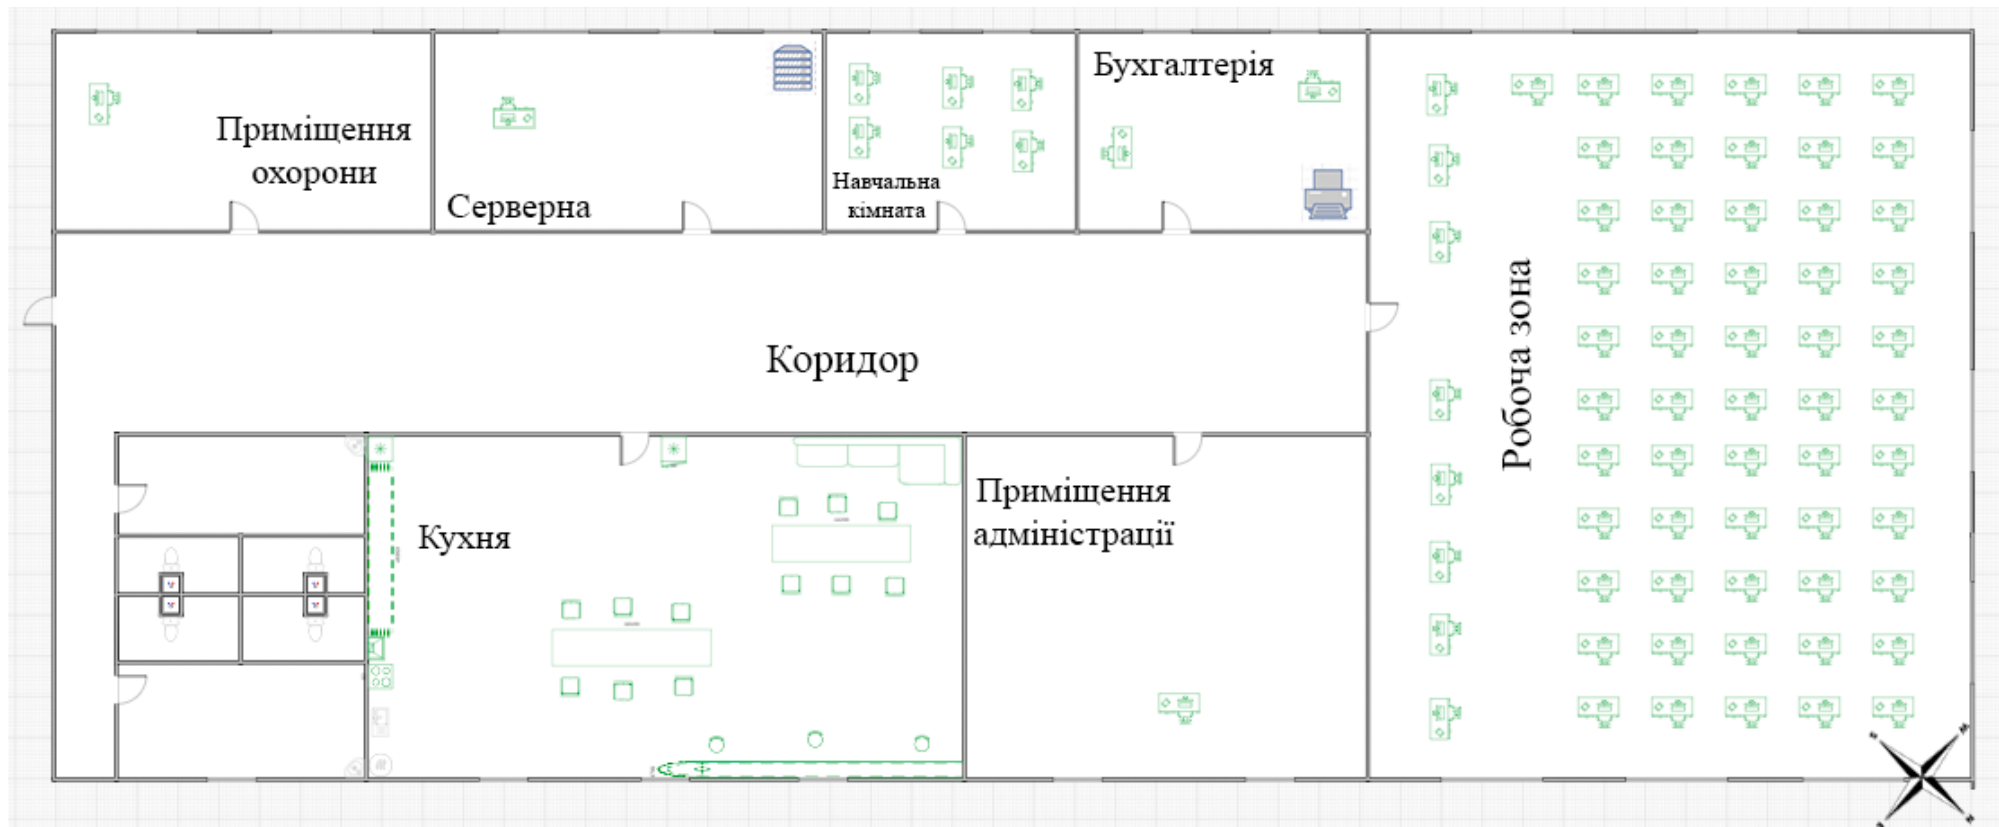 Приміщення
охорони
Серверна
Навчальна
кімната
Бухгалтерія
Коридор
Робоча зона
Кухня
Приміщення
адміністрації